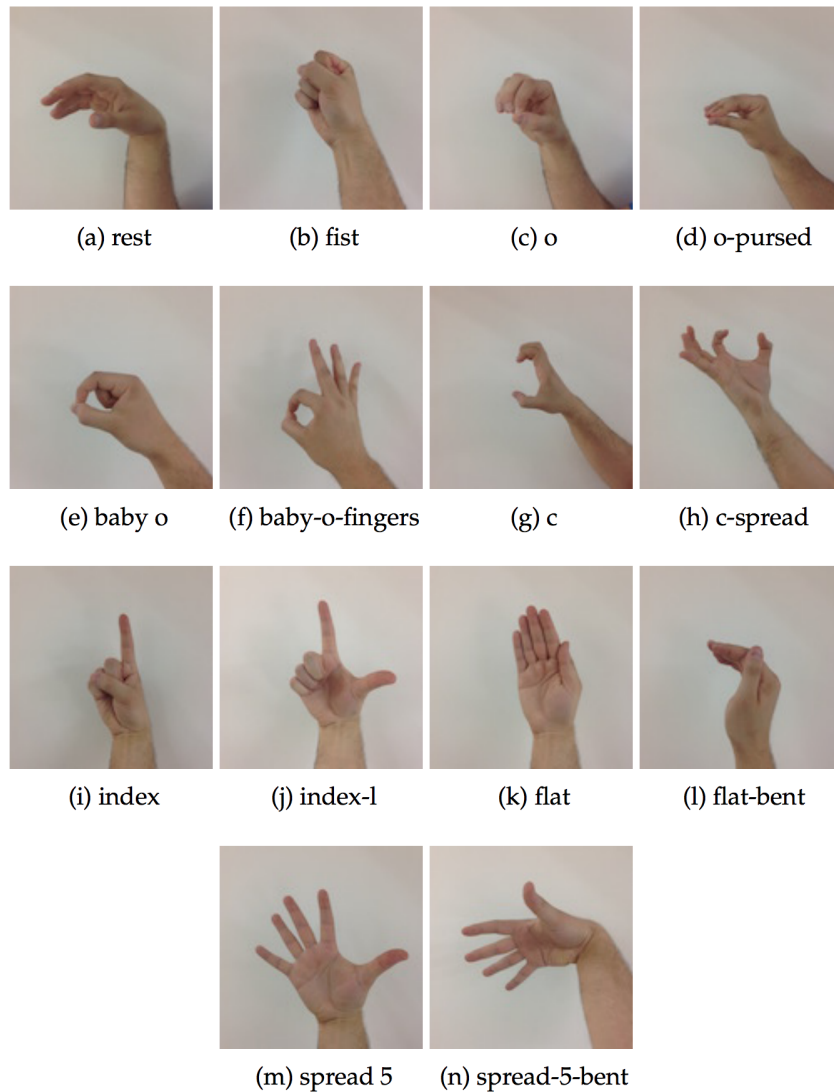 (a) rest
(b) fist
(c) o
(d) o-pursed
(e) baby o
(f) baby-o-fingers
(g) c
(h) c-spread
(i) index
(j) index-l
(k) flat
(l) flat-bent
(m) spread 5
(n) spread-5-bent